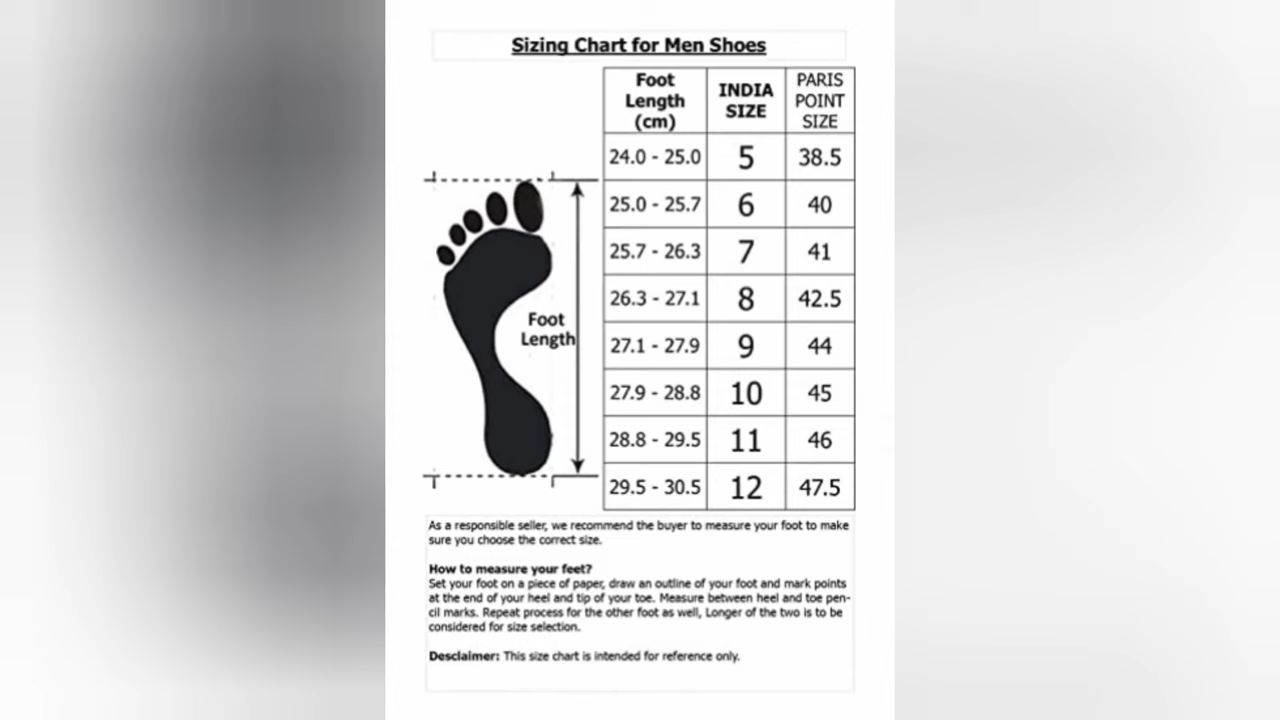 Sizing Chart for Men Shoes
Foot Length (cm) INDIA SIZE PARIS POINT SIZE
24.0 - 25.0 5 38.5
25.0 - 25.7 6 40
25.7 - 26.3 7 41
26.3 - 27.1 8 42.5
27.1 - 27.9 9 44
27.9 - 28.8 10 45
28.8 - 29.5 11 46
29.5 - 30.5 12 47.5
Foot
Length
As a responsible seller, we recommend the buyer to measure your foot to make
sure you choose the correct size.
How to measure your feet?
Set your foot on a piece of paper, draw an outline of your foot and mark points
at the end of your heel and tip of your toe. Measure between heel and toe pen-
cil marks. Repeat process for the other foot as well, Longer of the two is to be
considered for size selection.
Desclaimer: This size chart is intended for reference only.